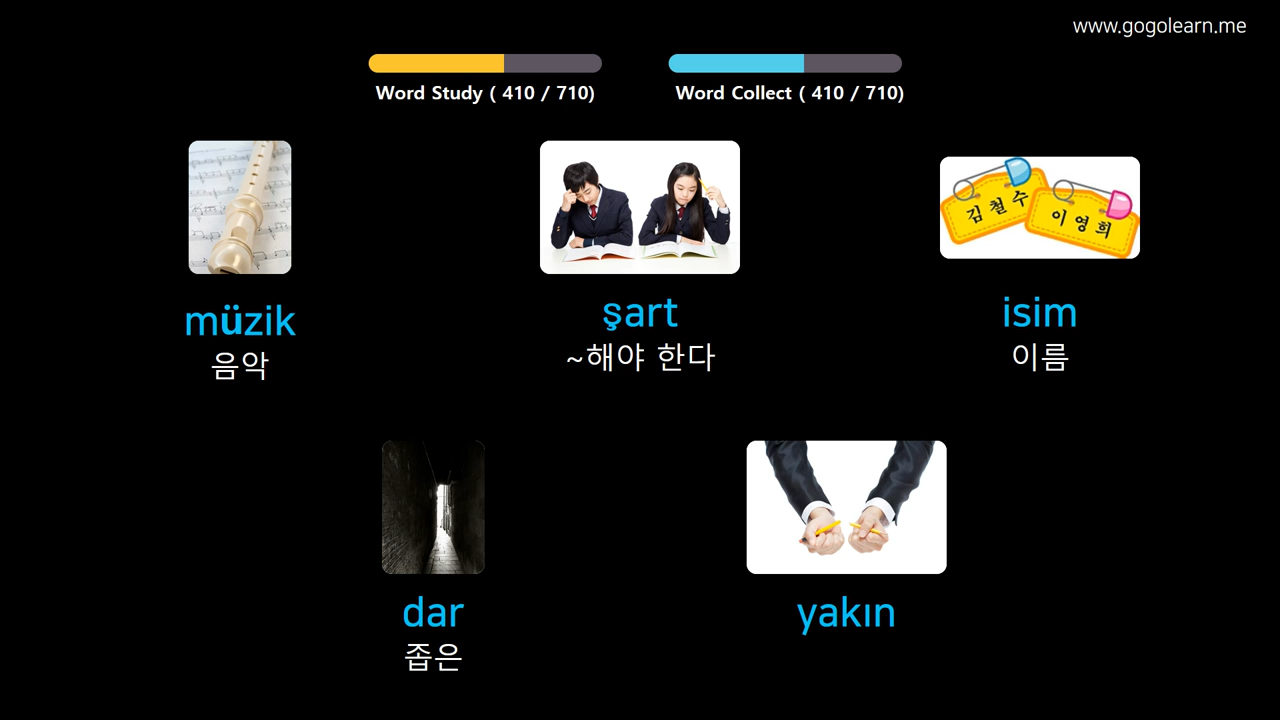 www.gogolearn.me
Word Study ( 410 / 710)
Word Collect ( 410 / 710)
김철수
이영희
müzik
음악
şart
~해야 한다
isim
이름
dar
좁은
yakın